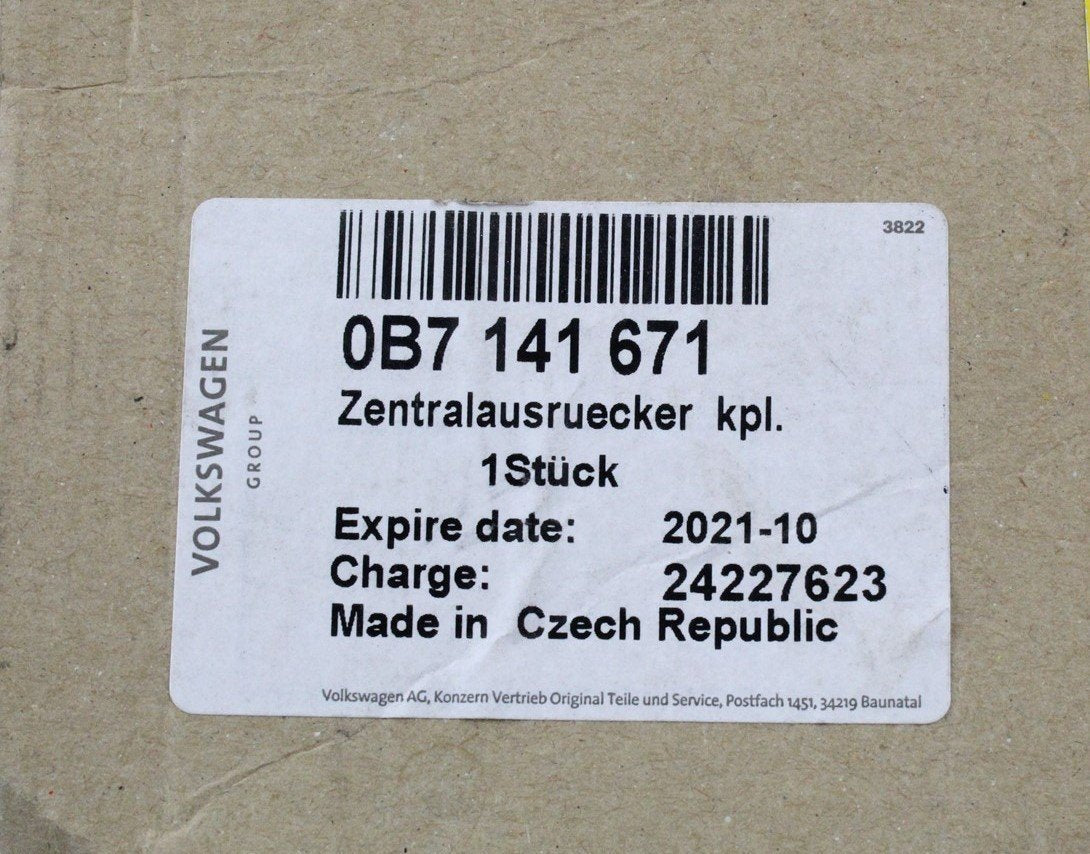 3822
0B7 141 671
Zentralausruecker kpl.
1Stück
Expire date: 2021-10
Charge: 24227623
Made in Czech Republic
VOLKSWAGEN
GROUP
Volkswagen AG, Konzern Vertrieb Original Teile und Service, Postfach 1451, 34219 Baunatal